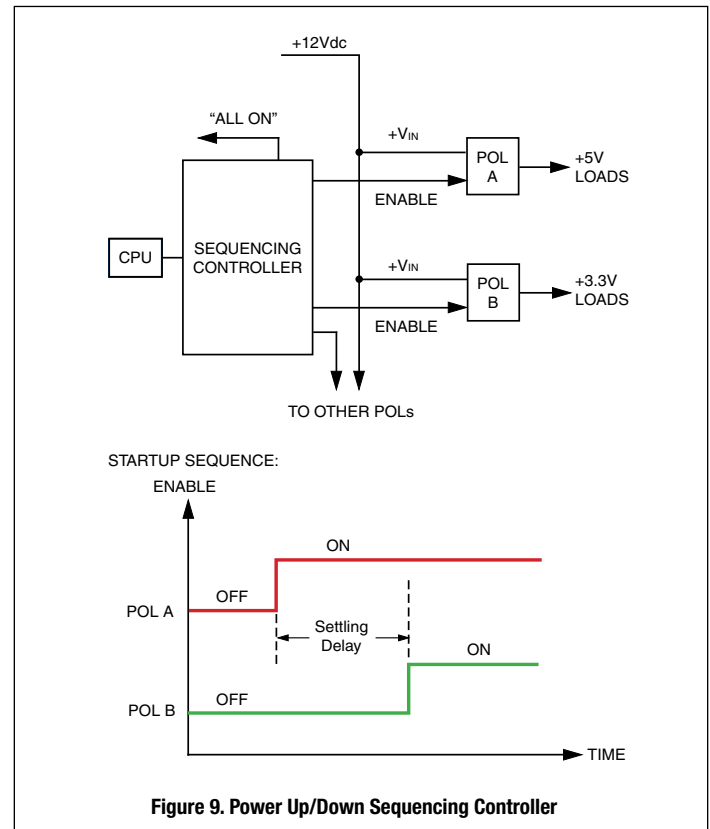 +12Vdc
“ALL ON”
+VIN
POL
A
+5V
LOADS
ENABLE
CPU
SEQUENCING
CONTROLLER
+VIN
POL
B
+3.3V
LOADS
ENABLE
TO OTHER POLs
STARTUP SEQUENCE:
ENABLE
ON
OFF
POL A
Settling
Delay
ON
OFF
POL B
TIME
Figure 9. Power Up/Down Sequencing Controller